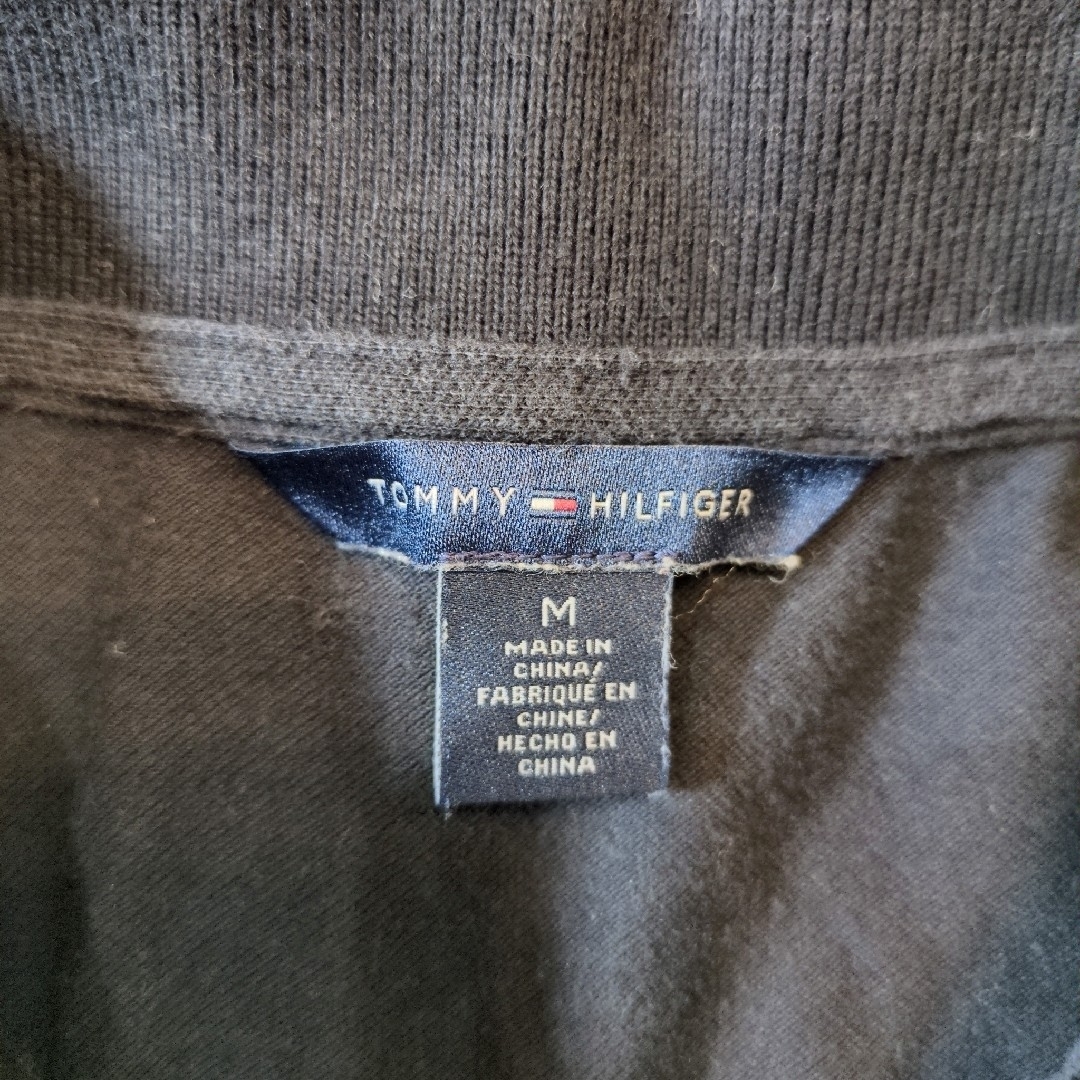 TOMMY HILFIGER
M
MADE IN
CHINA/
FABRIQUÉ EN
CHINE/
HECHO EN
CHINA